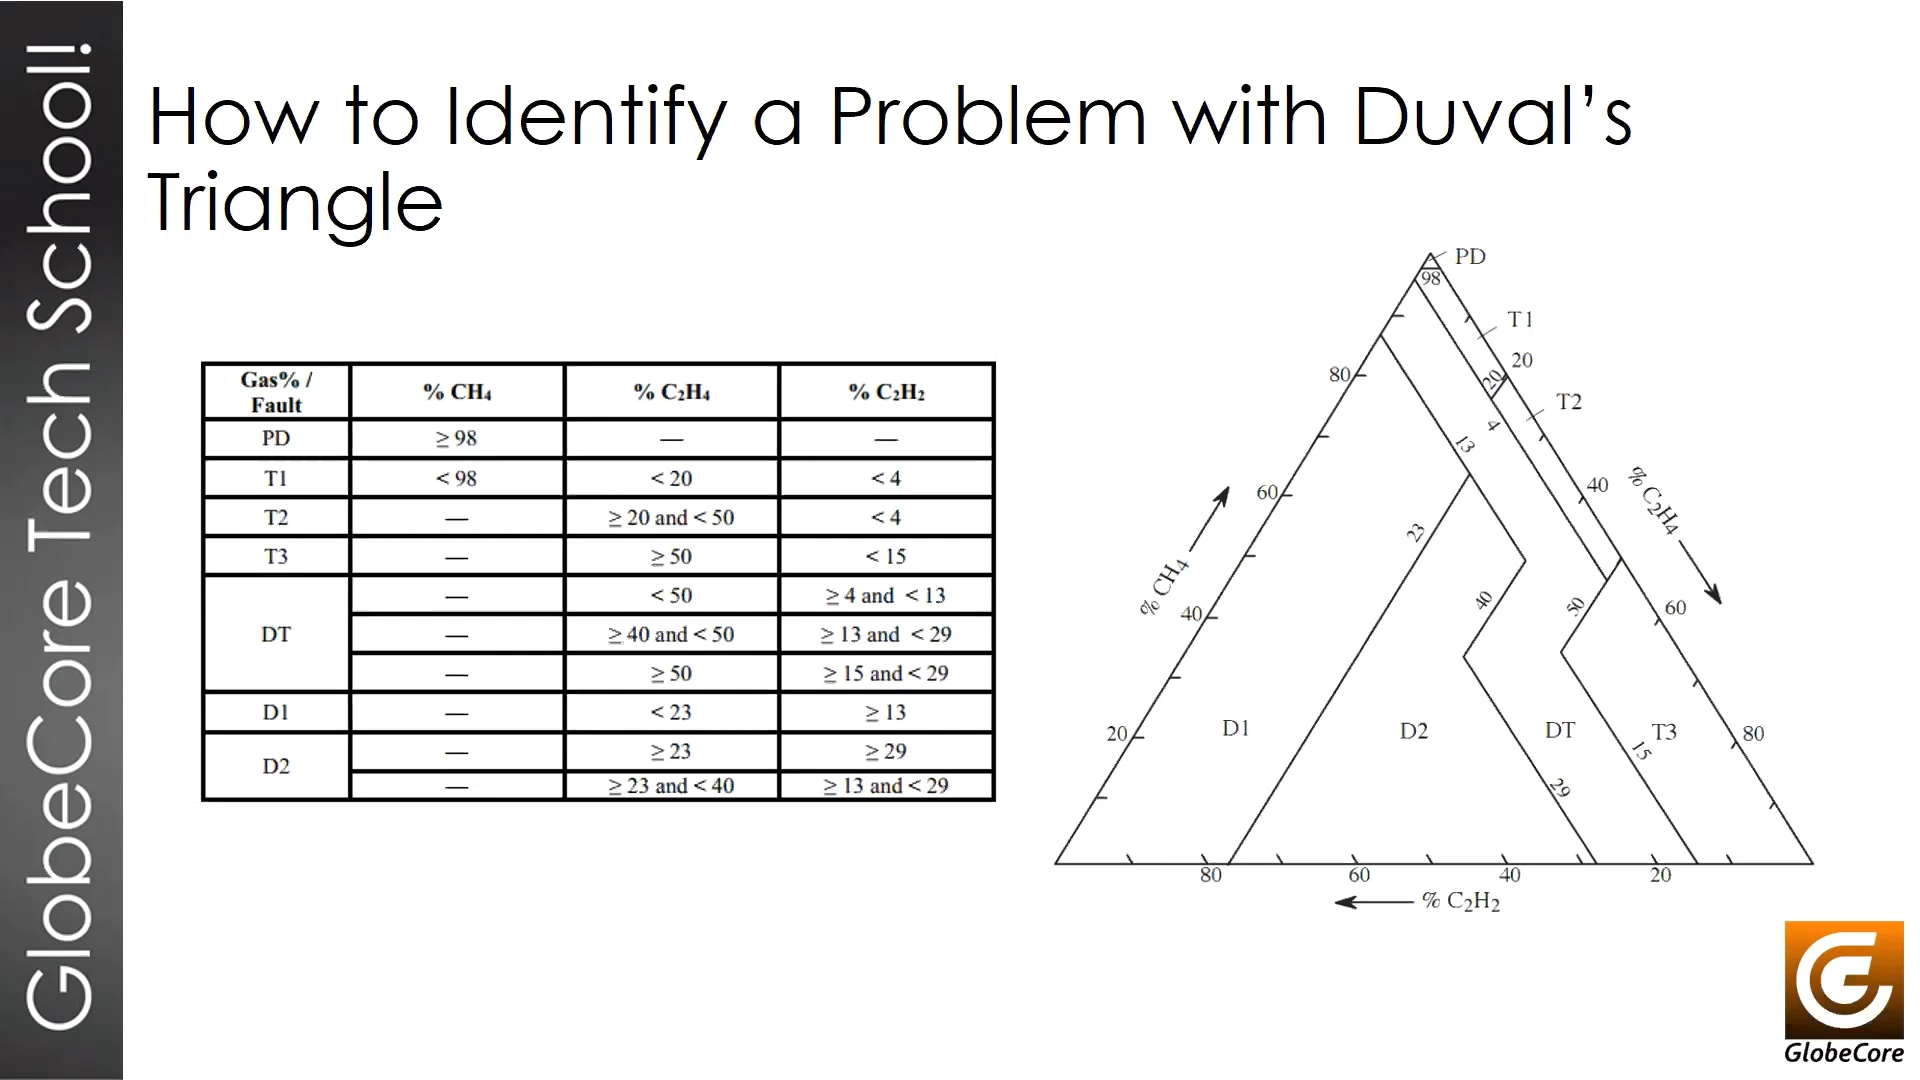 GlobeCore Tech School!
How to Identify a Problem with Duval’s
Triangle
Gas% /
Fault
% CH4
% C2H4
% C2H2
PD
≥ 98
—
—
T1
< 98
< 20
< 4
T2
—
≥ 20 and < 50
< 4
T3
—
≥ 50
< 15
DT
—
< 50
≥ 4 and < 13
—
≥ 40 and < 50
≥ 13 and < 29
—
≥ 50
≥ 15 and < 29
D1
—
< 23
≥ 13
D2
—
≥ 23
≥ 29
—
≥ 23 and < 40
≥ 13 and < 29
PD
98
T1
20
80
20
T2
4
13
40
% C2H4
60
23
% CH4
40
40
50
60
20
D1
D2
DT
T3
80
15
29
80
60
40
20
% C2H2
GlobeCore